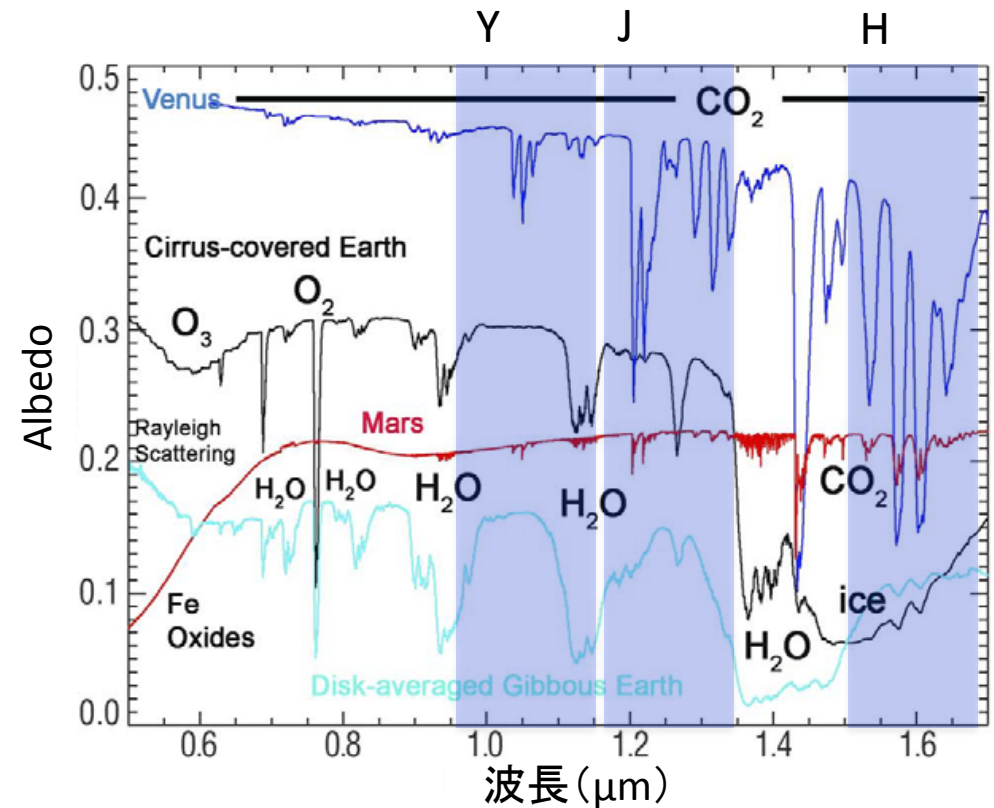 Y J H
0.5
Venus
CO2
0.4
Cirrus-covered Earth
O3
O2
0.3
Albedo
Rayleigh
Scattering
Mars
0.2
H2O H2O H2O H2O CO2
0.1
Fe
Oxides
ice
H2O
Disk-averaged Gibbous Earth
0.0
0.6 0.8 1.0 1.2 1.4 1.6
波長(μm)